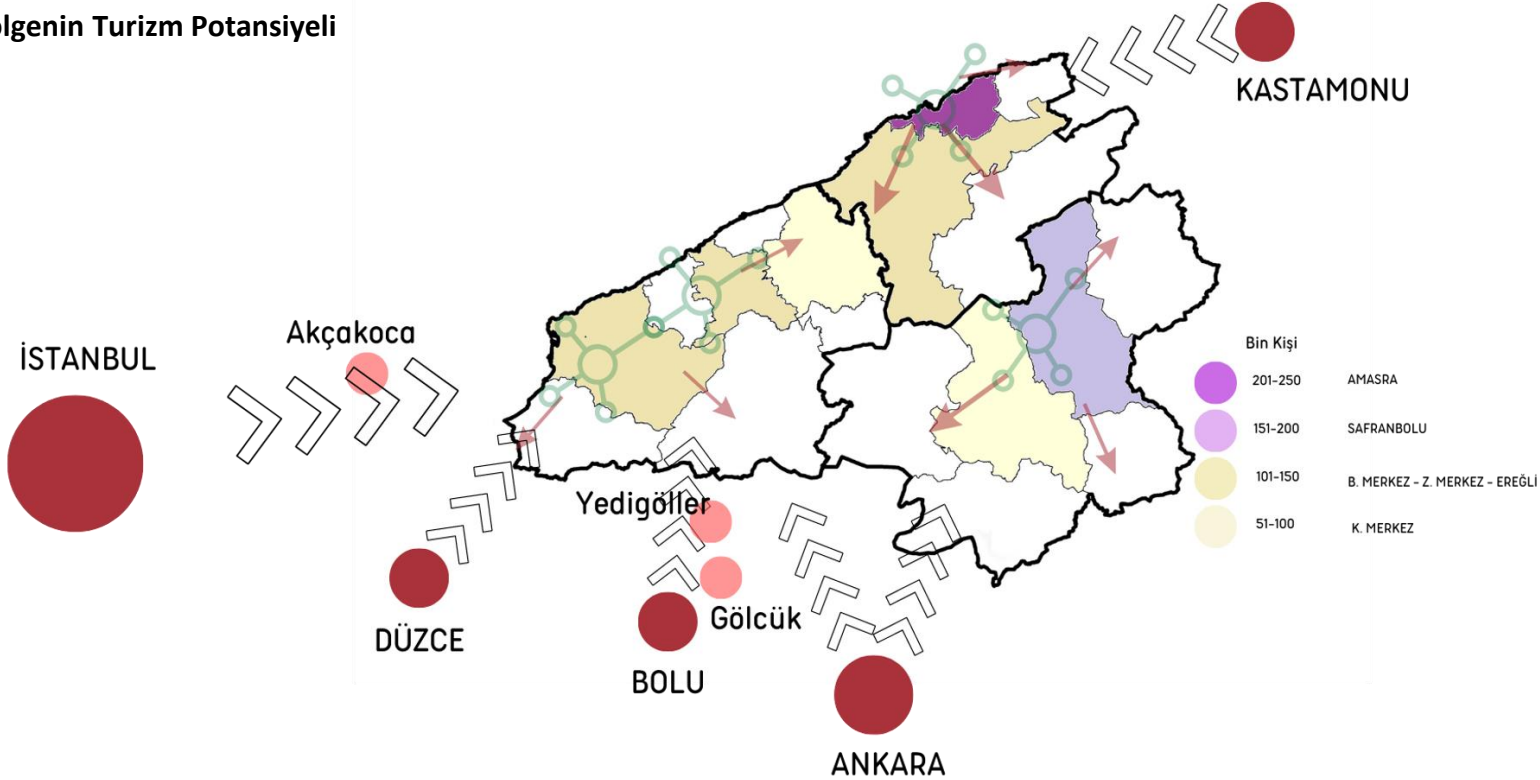 Turizm Potansiyeli
KASTAMONU
Akçakoca
İSTANBUL
Bin Kişi
201-250 AMASRA
151-200 SAFRANBOLU
101-150 B. MERKEZ - Z. MERKEZ - EREĞLİ
51-100 K. MERKEZ
Yedigöller
Gölcük
DÜZCE
BOLU
ANKARA